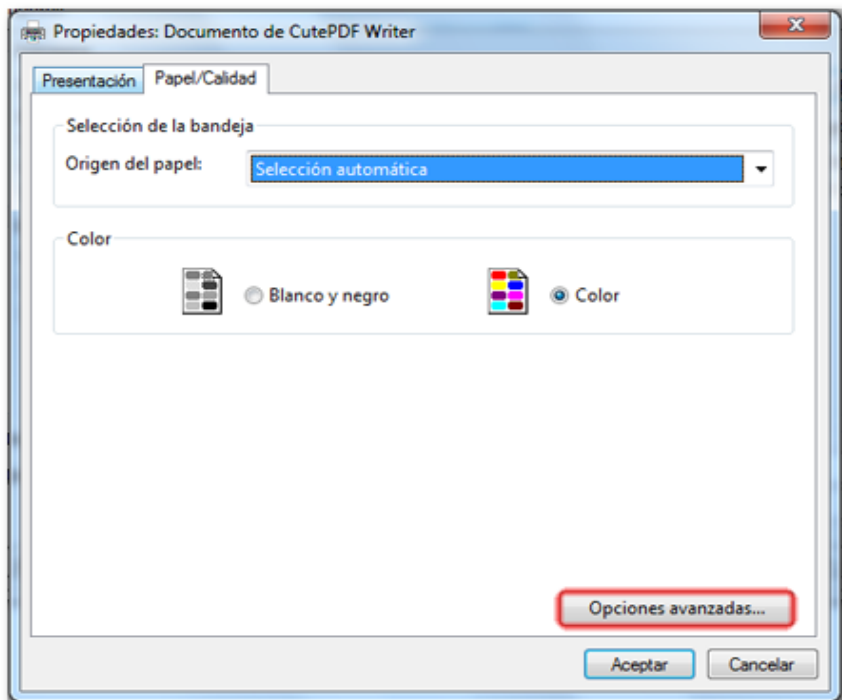 Propiedades: Documento de CutePDF Writer
Presentación Papel/Calidad
Selección de la bandeja
Origen del papel: Selección automática
Color
Blanco y negro Color
Opciones avanzadas...
Aceptar Cancelar